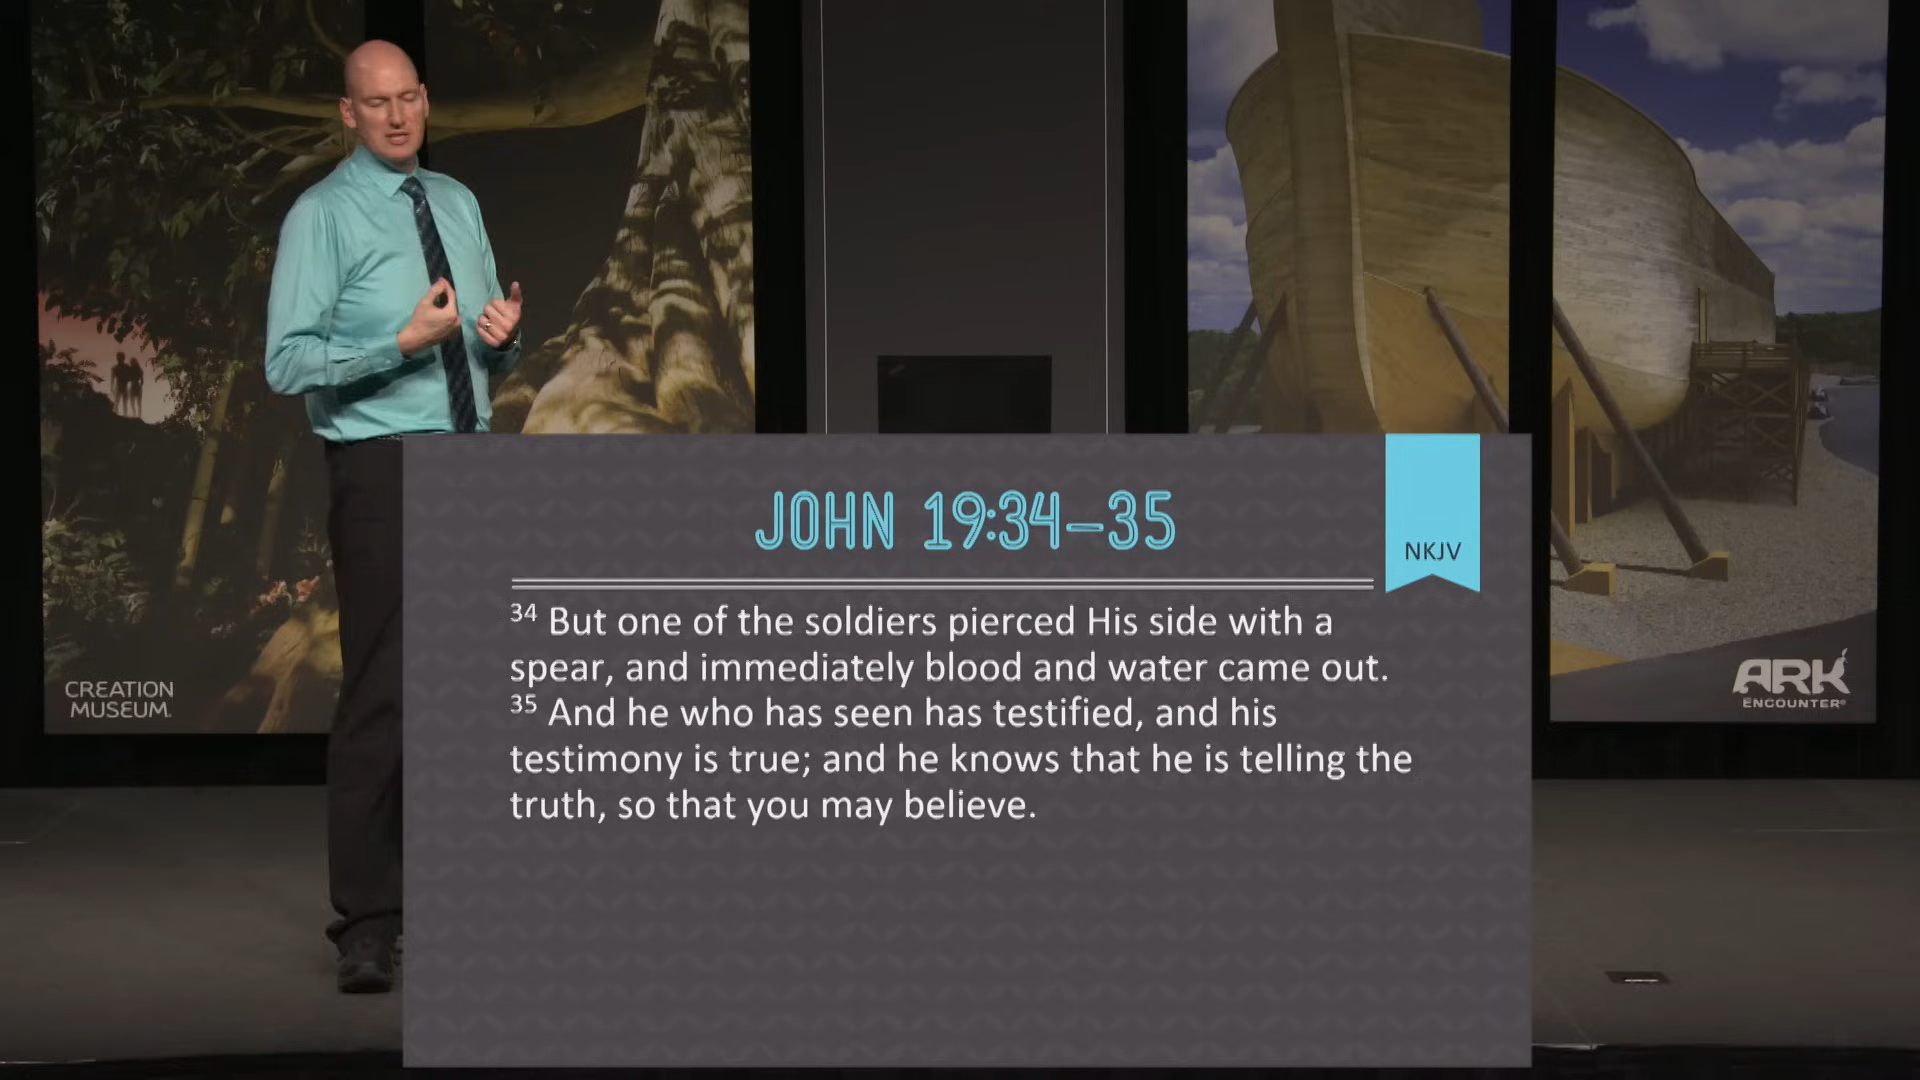 JOHN 19:34–35
NKJV
34 But one of the soldiers pierced His side with a
spear, and immediately blood and water came out.
35 And he who has seen has testified, and his
testimony is true; and he knows that he is telling the
truth, so that you may believe.
CREATION
MUSEUM
ARK
ENCOUNTER